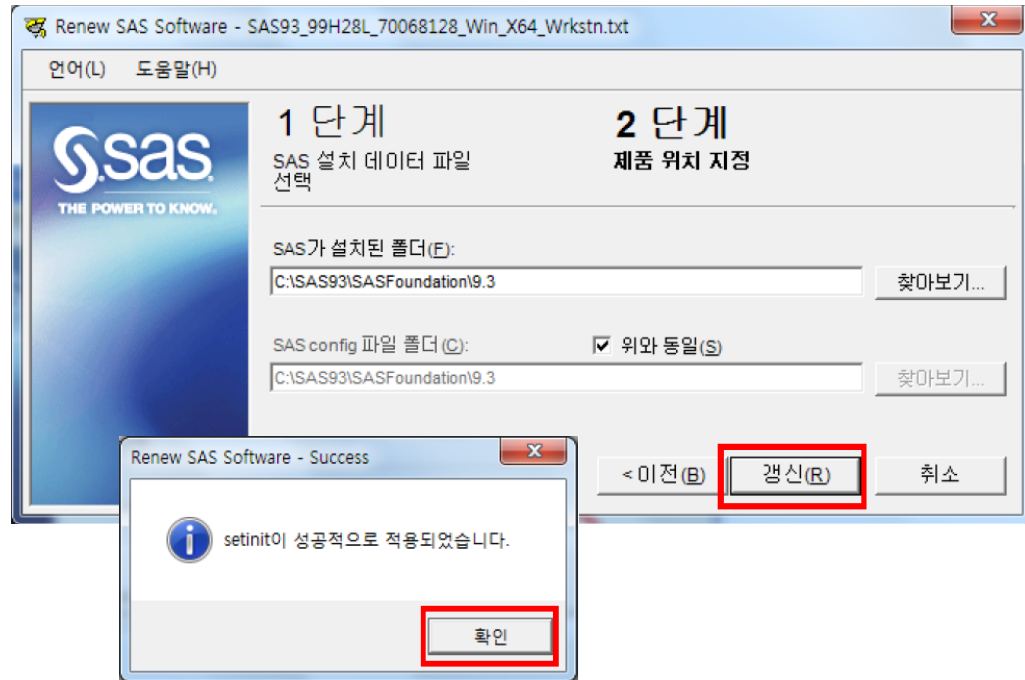 Renew SAS Software - SAS93_99H28L_70068128_Win_X64_Wrkstn.txt
언어(L) 도움말(H)
sas
THE POWER TO KNOW.
1 단계
SAS 설치 데이터 파일
선택
2 단계
제품 위치 지정
SAS가 설치된 폴더(F):
C:\SAS93\SASFoundation\9.3
찾아보기...
SAS config 파일 폴더(C):
위와 동일(S)
C:\SAS93\SASFoundation\9.3
찾아보기...
<이전(B)
갱신(R)
취소
Renew SAS Software - Success
setinit이 성공적으로 적용되었습니다.
확인